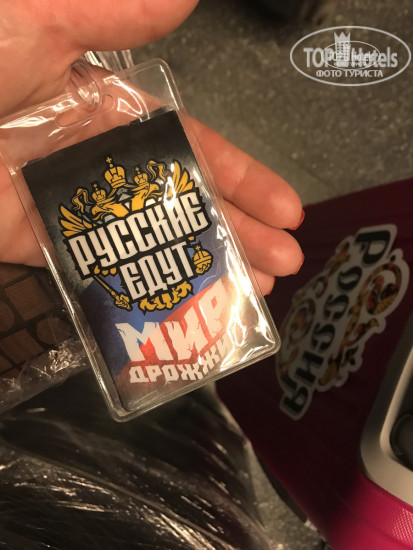 TOP Hotels
ФОТО ТУРИСТА
РУССКИЕ
ЕДУТ
МИР
ДРОЖИ
РОССИЯ